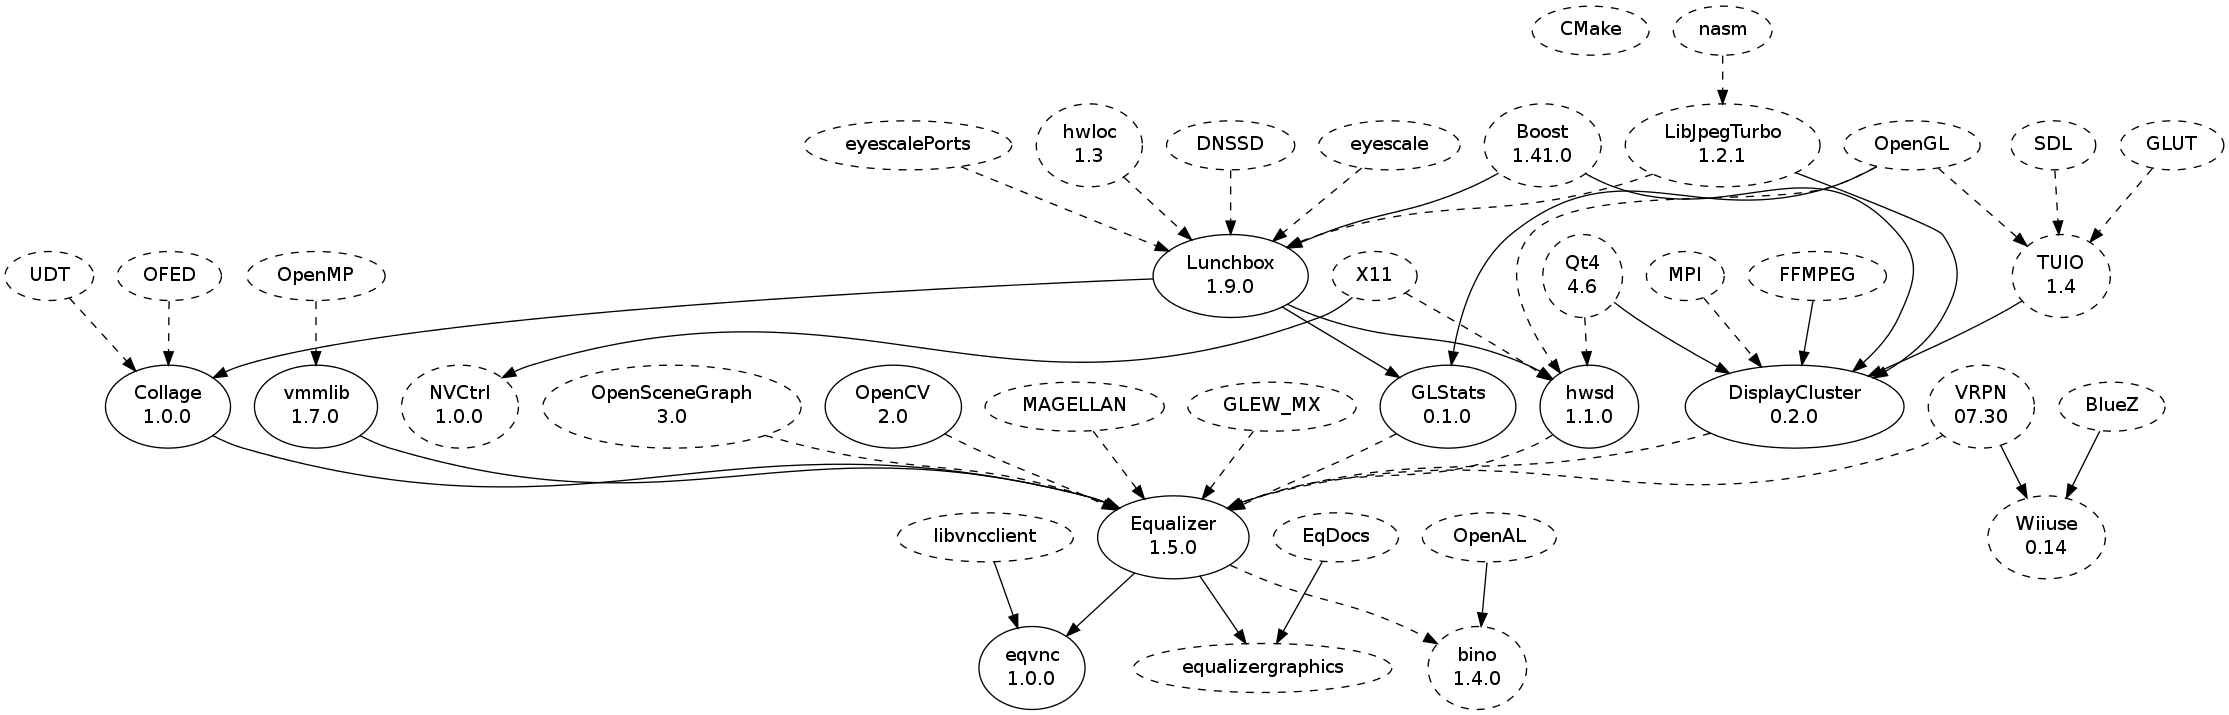 CMake
nasm
eyescalePorts
hwloc
1.3
DNSSD
eyescale
Boost
1.41.0
LibJpegTurbo
1.2.1
OpenGL
SDL
GLUT
UDT
OFED
OpenMP
Lunchbox
1.9.0
X11
Qt4
4.6
MPI
FFMPEG
TUIO
1.4
Collage
1.0.0
vmmlib
1.7.0
NVCtrl
1.0.0
OpenSceneGraph
3.0
OpenCV
2.0
MAGELLAN
GLEW_MX
GLStats
0.1.0
hwsd
1.1.0
DisplayCluster
0.2.0
VRPN
07.30
BlueZ
libvncclient
Equalizer
1.5.0
EqDocs
OpenAL
Wiiuse
0.14
eqvnc
1.0.0
equalizergraphics
bino
1.4.0